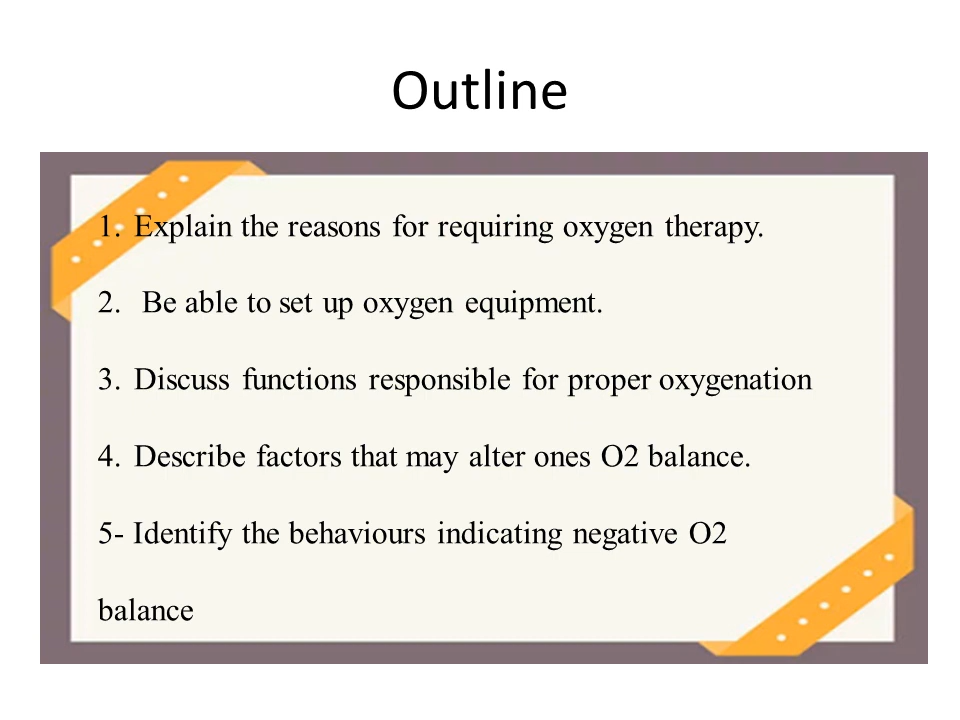 Outline
1. Explain the reasons for requiring oxygen therapy.
2. Be able to set up oxygen equipment.
3. Discuss functions responsible for proper oxygenation
4. Describe factors that may alter ones O2 balance.
5- Identify the behaviours indicating negative O2
balance